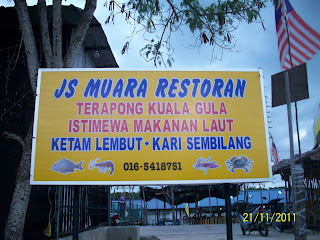 JS MUARA RESTORAN
TERAPONG KUALA GULA
ISTIMEWA MAKANAN LAUT
KETAM LEMBUT • KARI SEMBILANG
016-5418751
21/11/2011